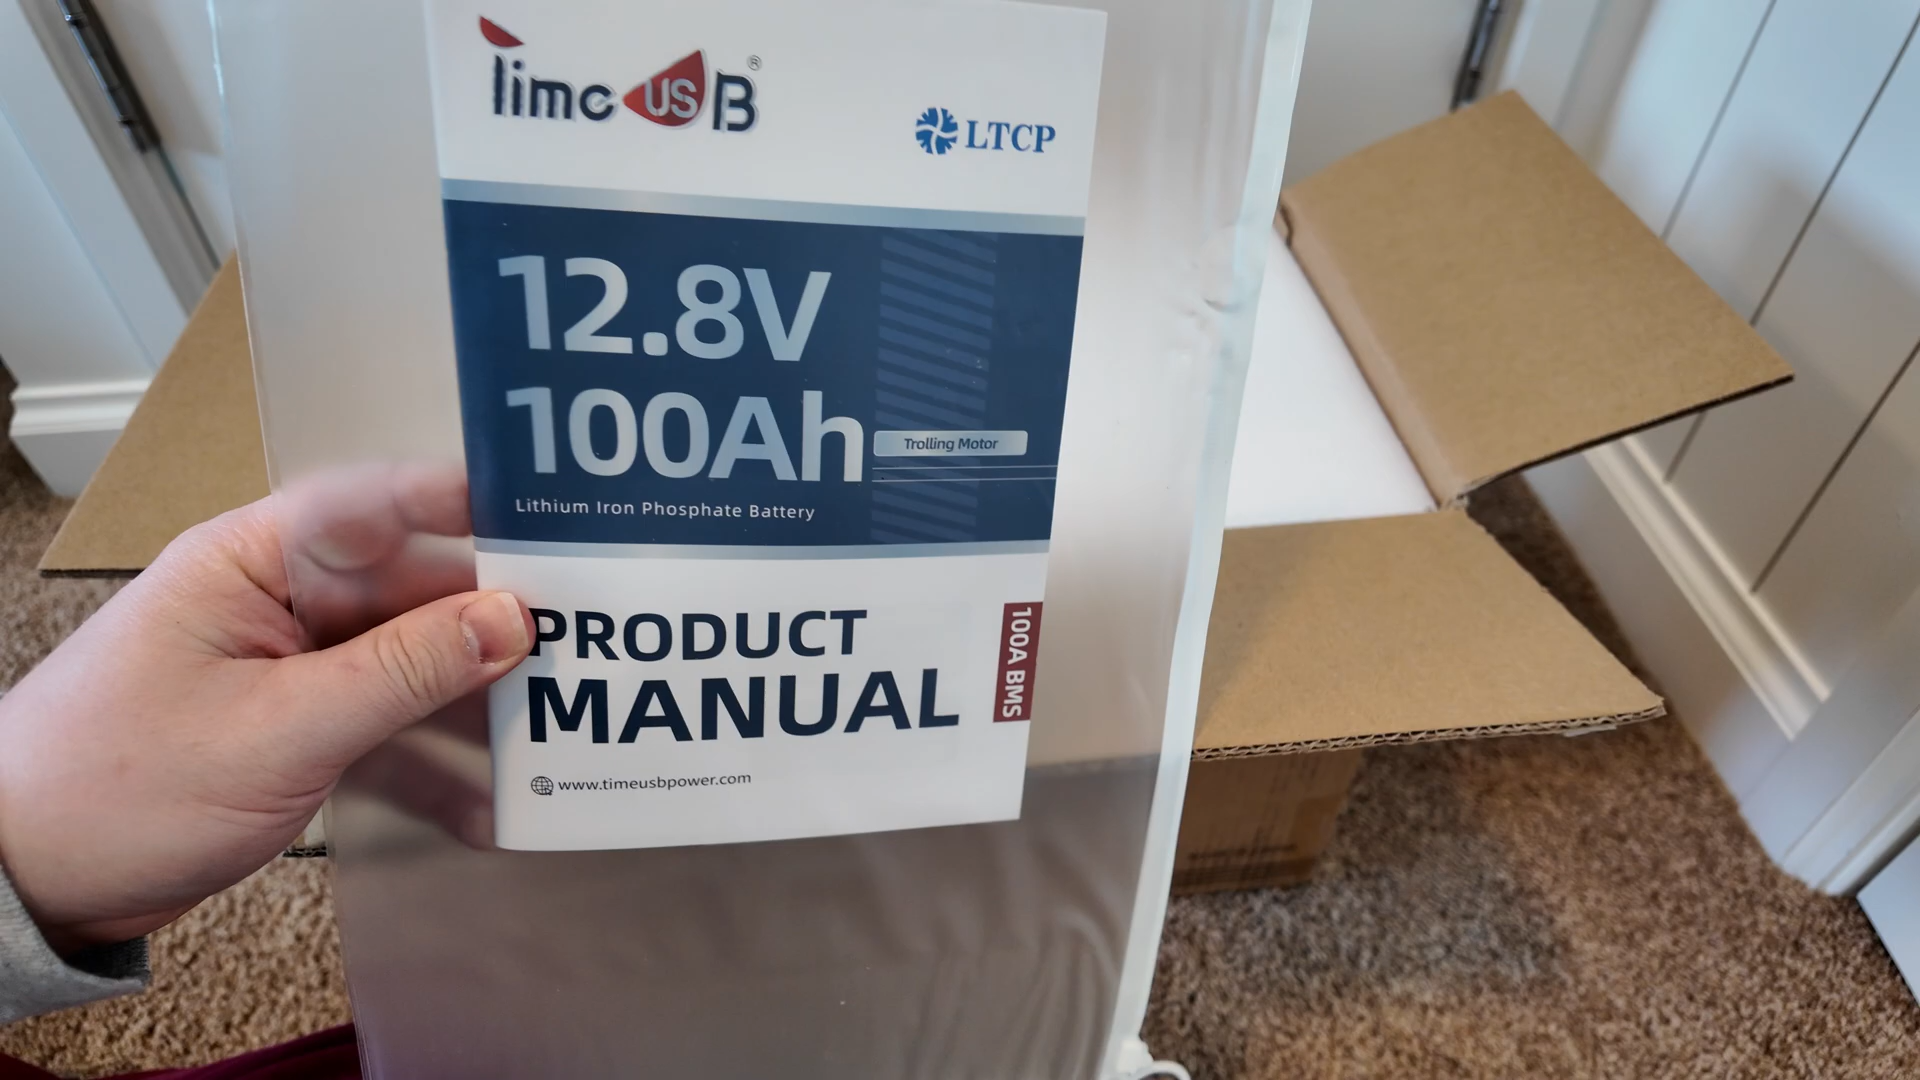 TimeUSB®
LTCP
12.8V
100Ah
Trolling Motor
Lithium Iron Phosphate Battery
PRODUCT
MANUAL
100A BMS
www.timeusbpower.com